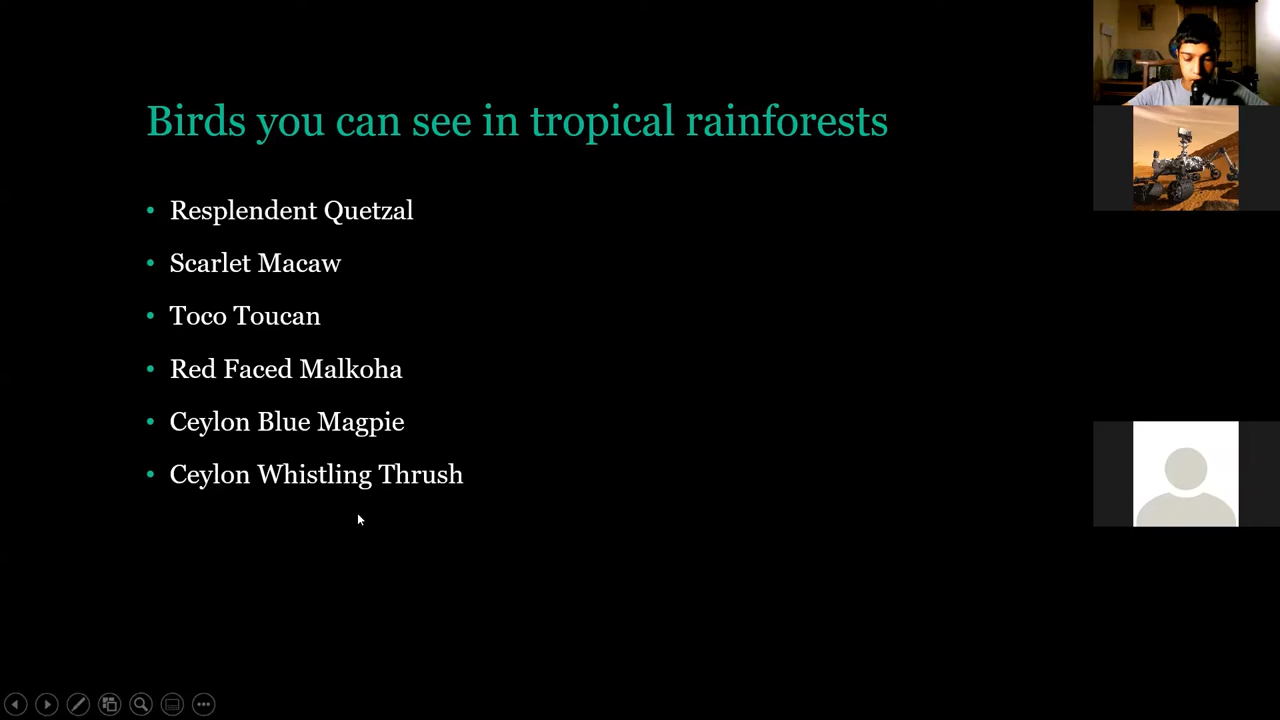 Birds you can see in tropical rainforests
• Resplendent Quetzal
• Scarlet Macaw
• Toco Toucan
• Red Faced Malkoha
• Ceylon Blue Magpie
• Ceylon Whistling Thrush